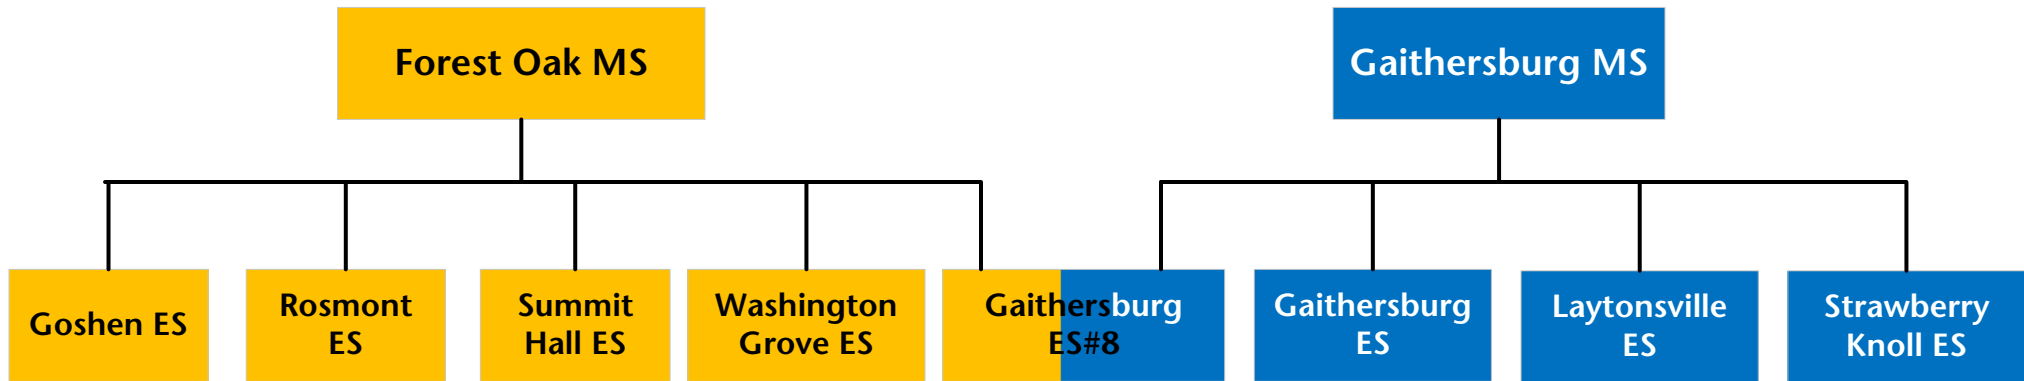 Forest Oak MS
Gaithersburg MS
Goshen ES
Rosmont
ES
Summit
Hall ES
Washington
Grove ES
Gaithersburg
ES#8
Gaithersburg
ES
Laytonsville
ES
Strawberry
Knoll ES